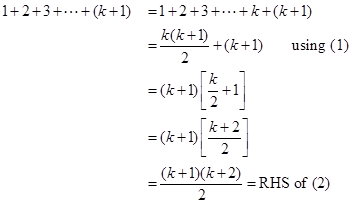 1+2+3+⋯+(k+1) =1+2+3+⋯+k+(k+1)
=k(k+1)/2 +(k+1) using (1)
=(k+1)[k/2+1]
=(k+1)[(k+2)/2]
=(k+1)(k+2)/2 =RHS of (2)